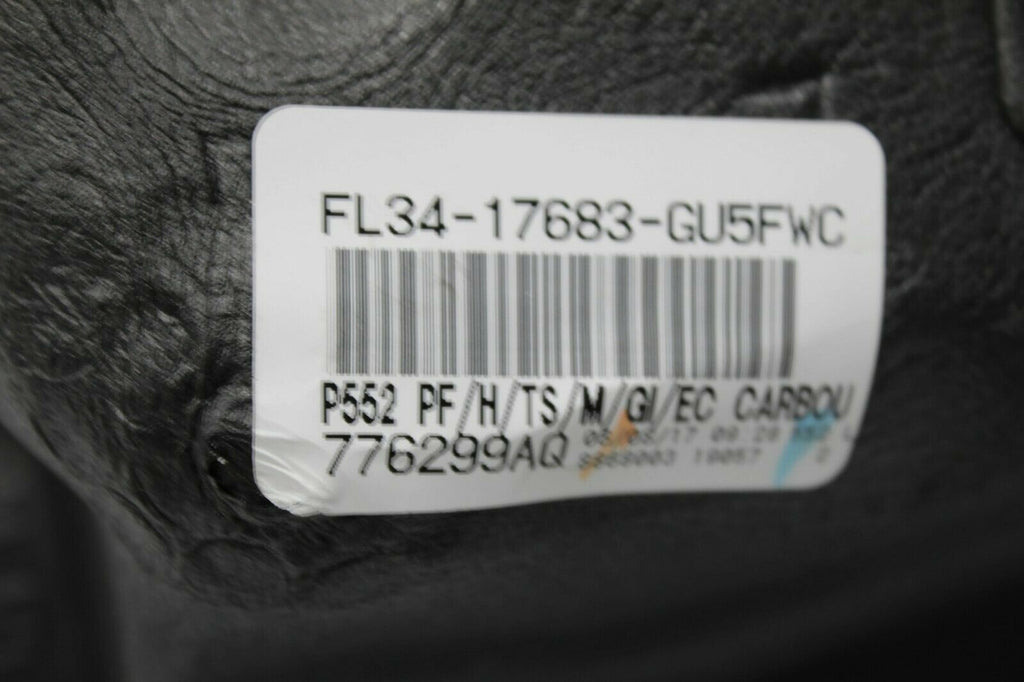 FL34-17683-GU5FWC
P552 PF/H/TS/M/GI/EC CARBOU
776299AQ